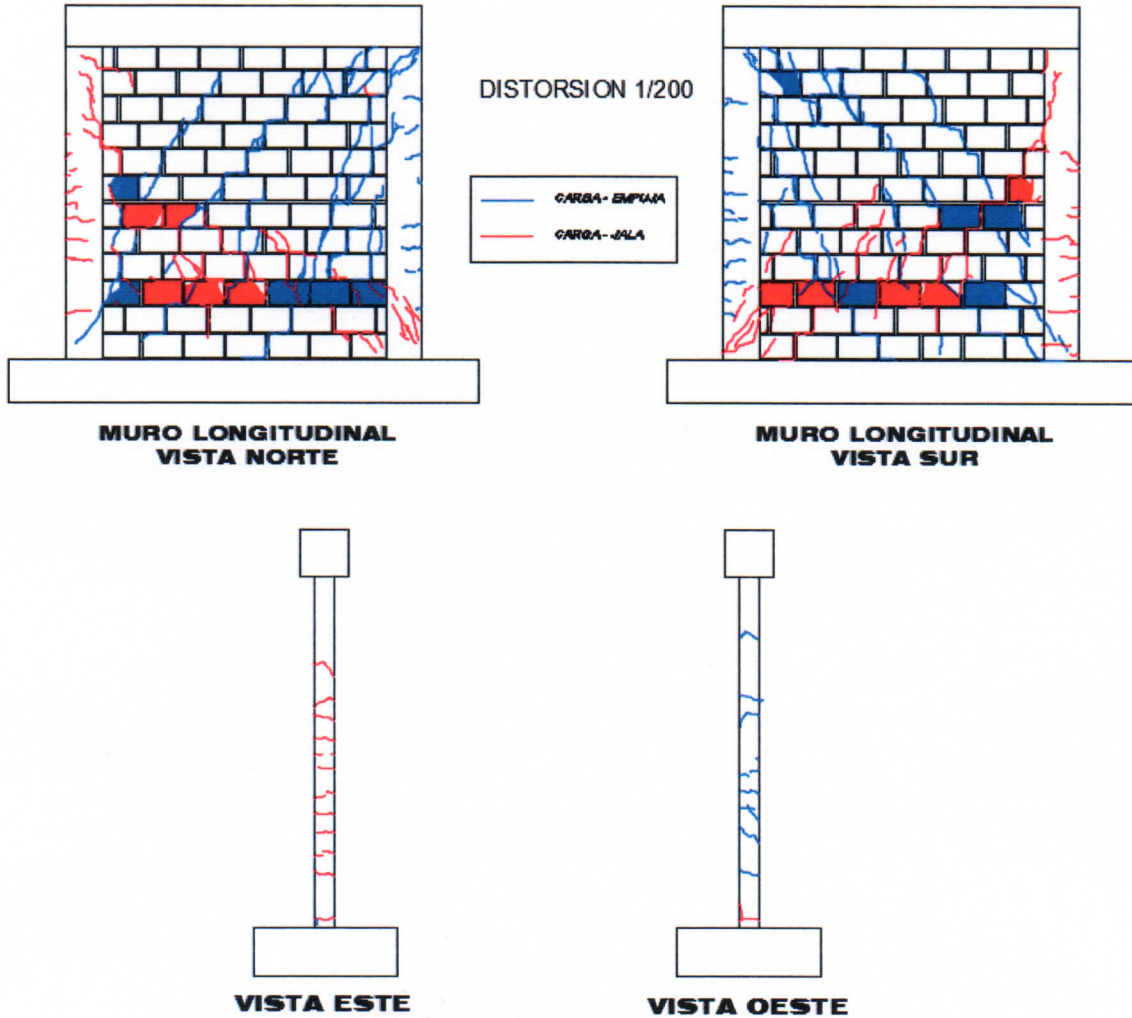 DISTORSION 1/200
CARGA - EMPUJA
CARGA - JALA
MURO LONGITUDINAL
VISTA NORTE
MURO LONGITUDINAL
VISTA SUR
VISTA ESTE
VISTA OESTE